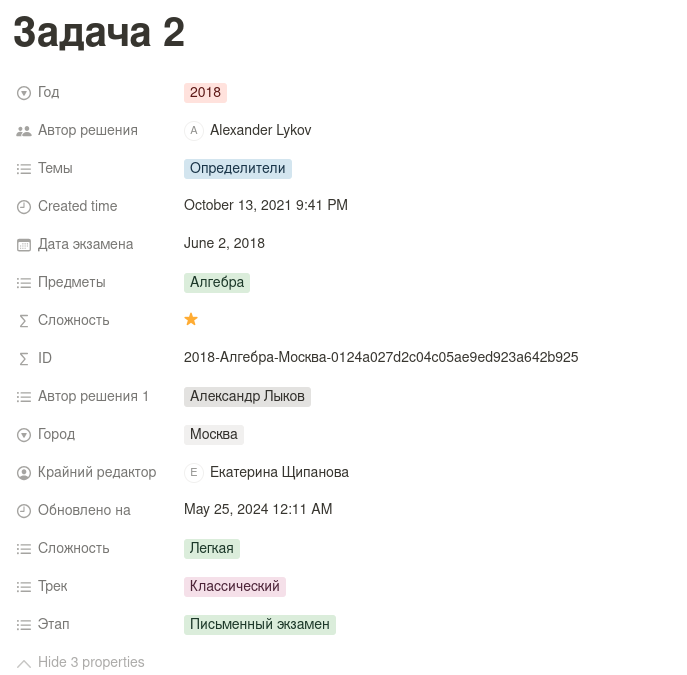 Задача 2
Год 2018
Автор решения A Alexander Lykov
Темы Определители
Created time October 13, 2021 9:41 PM
Дата экзамена June 2, 2018
Предметы Алгебра
Сложность ⭐
ID 2018-Алгебра-Москва-0124a027d2c04c05ae9ed923a642b925
Автор решения 1 Александр Лыков
Город Москва
Крайний редактор E Екатерина Щипанова
Обновлено на May 25, 2024 12:11 AM
Сложность Легкая
Трек Классический
Этап Письменный экзамен
Hide 3 properties